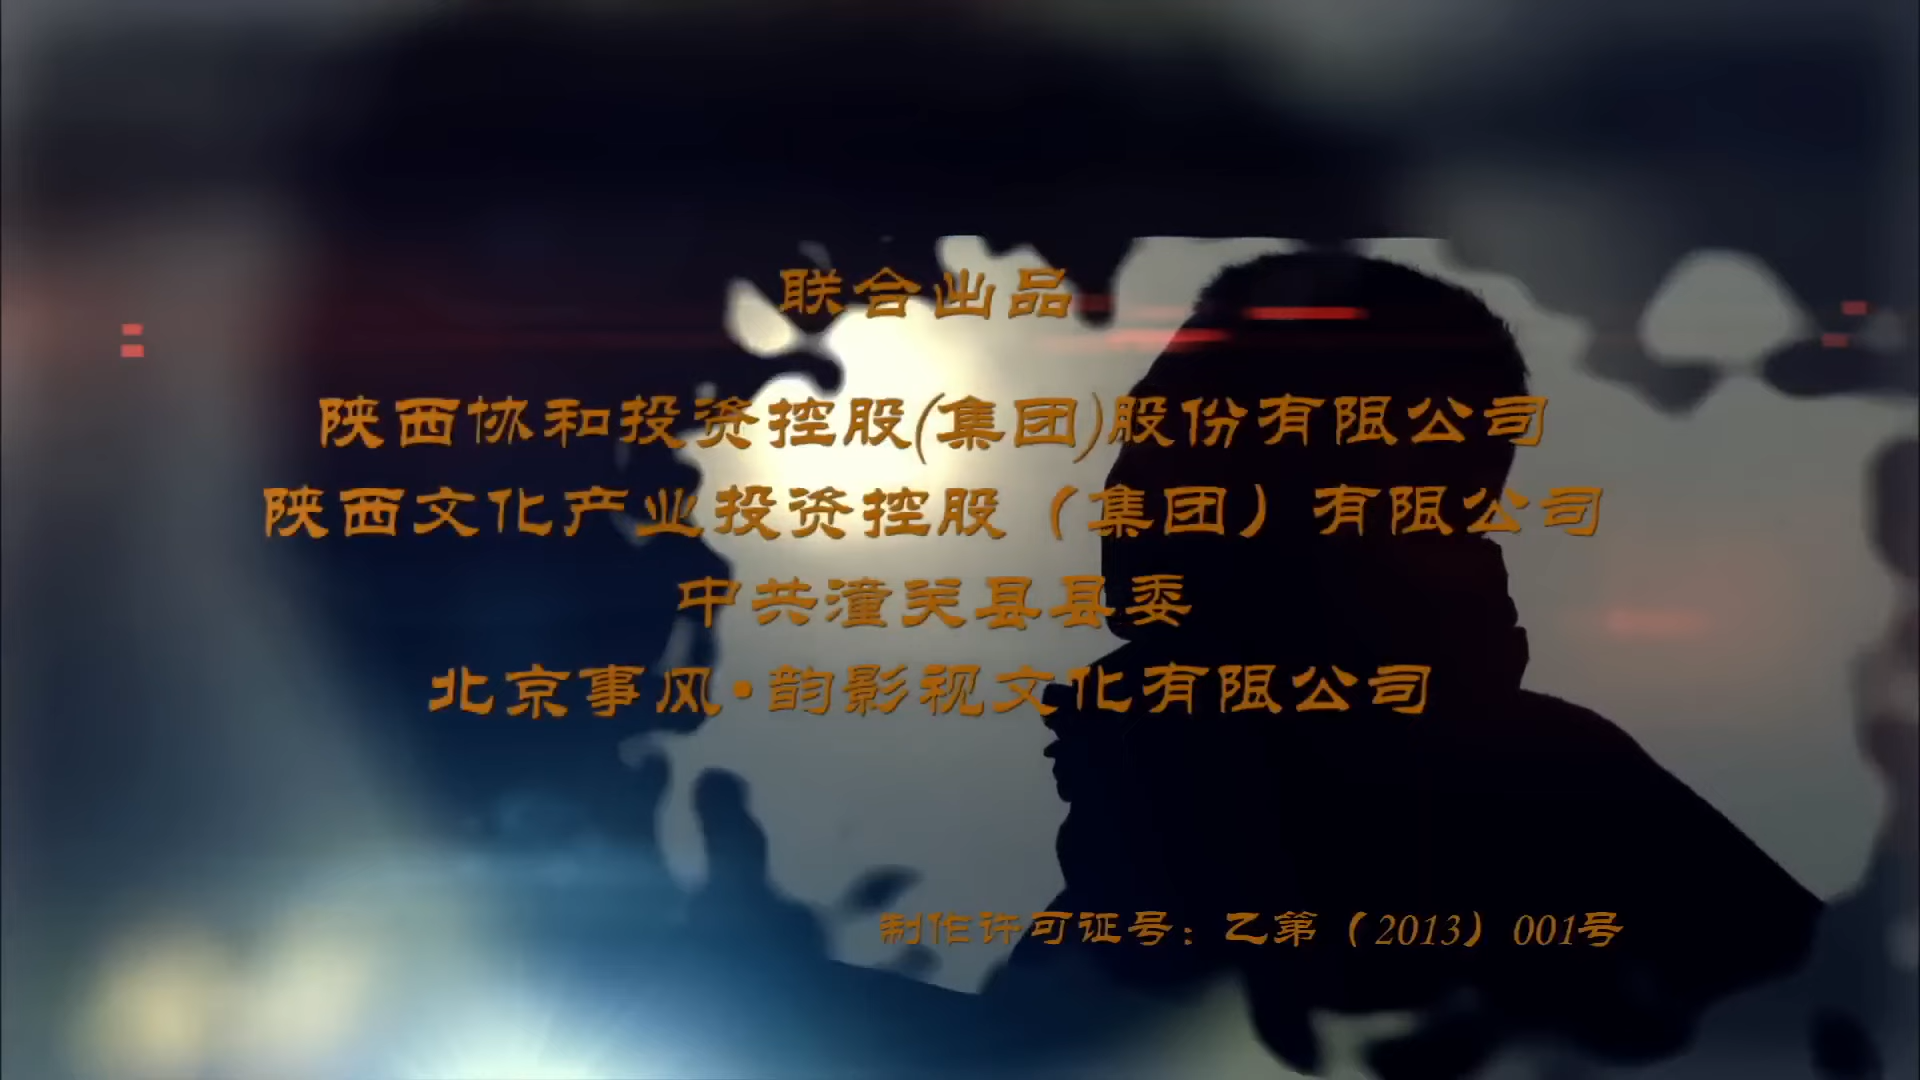 联合出品
陕西协和投资控股(集团)股份有限公司
陕西文化产业投资控股（集团）有限公司
中共潼关县县委
北京事风·韵影视文化有限公司
制作许可证号：乙第（2013）001号